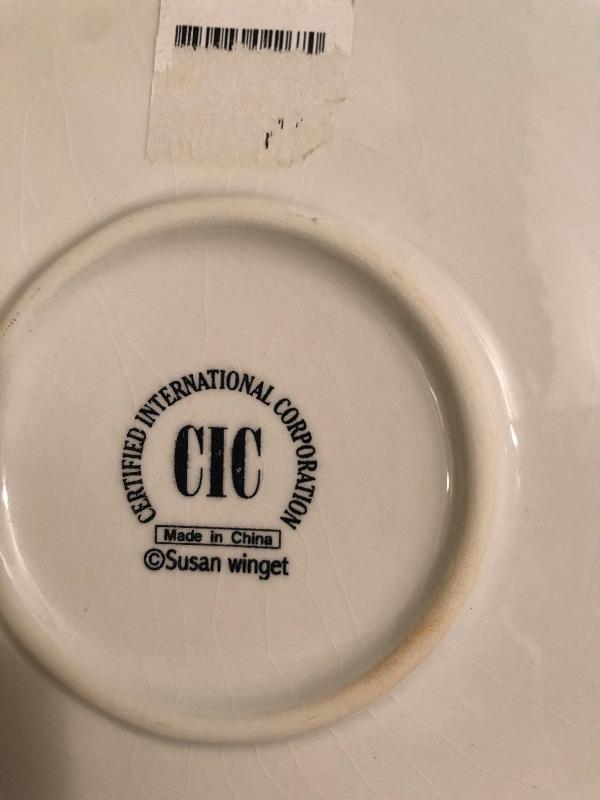 CERTIFIED INTERNATIONAL CORPORATION
CIC
Made in China
©Susan winget